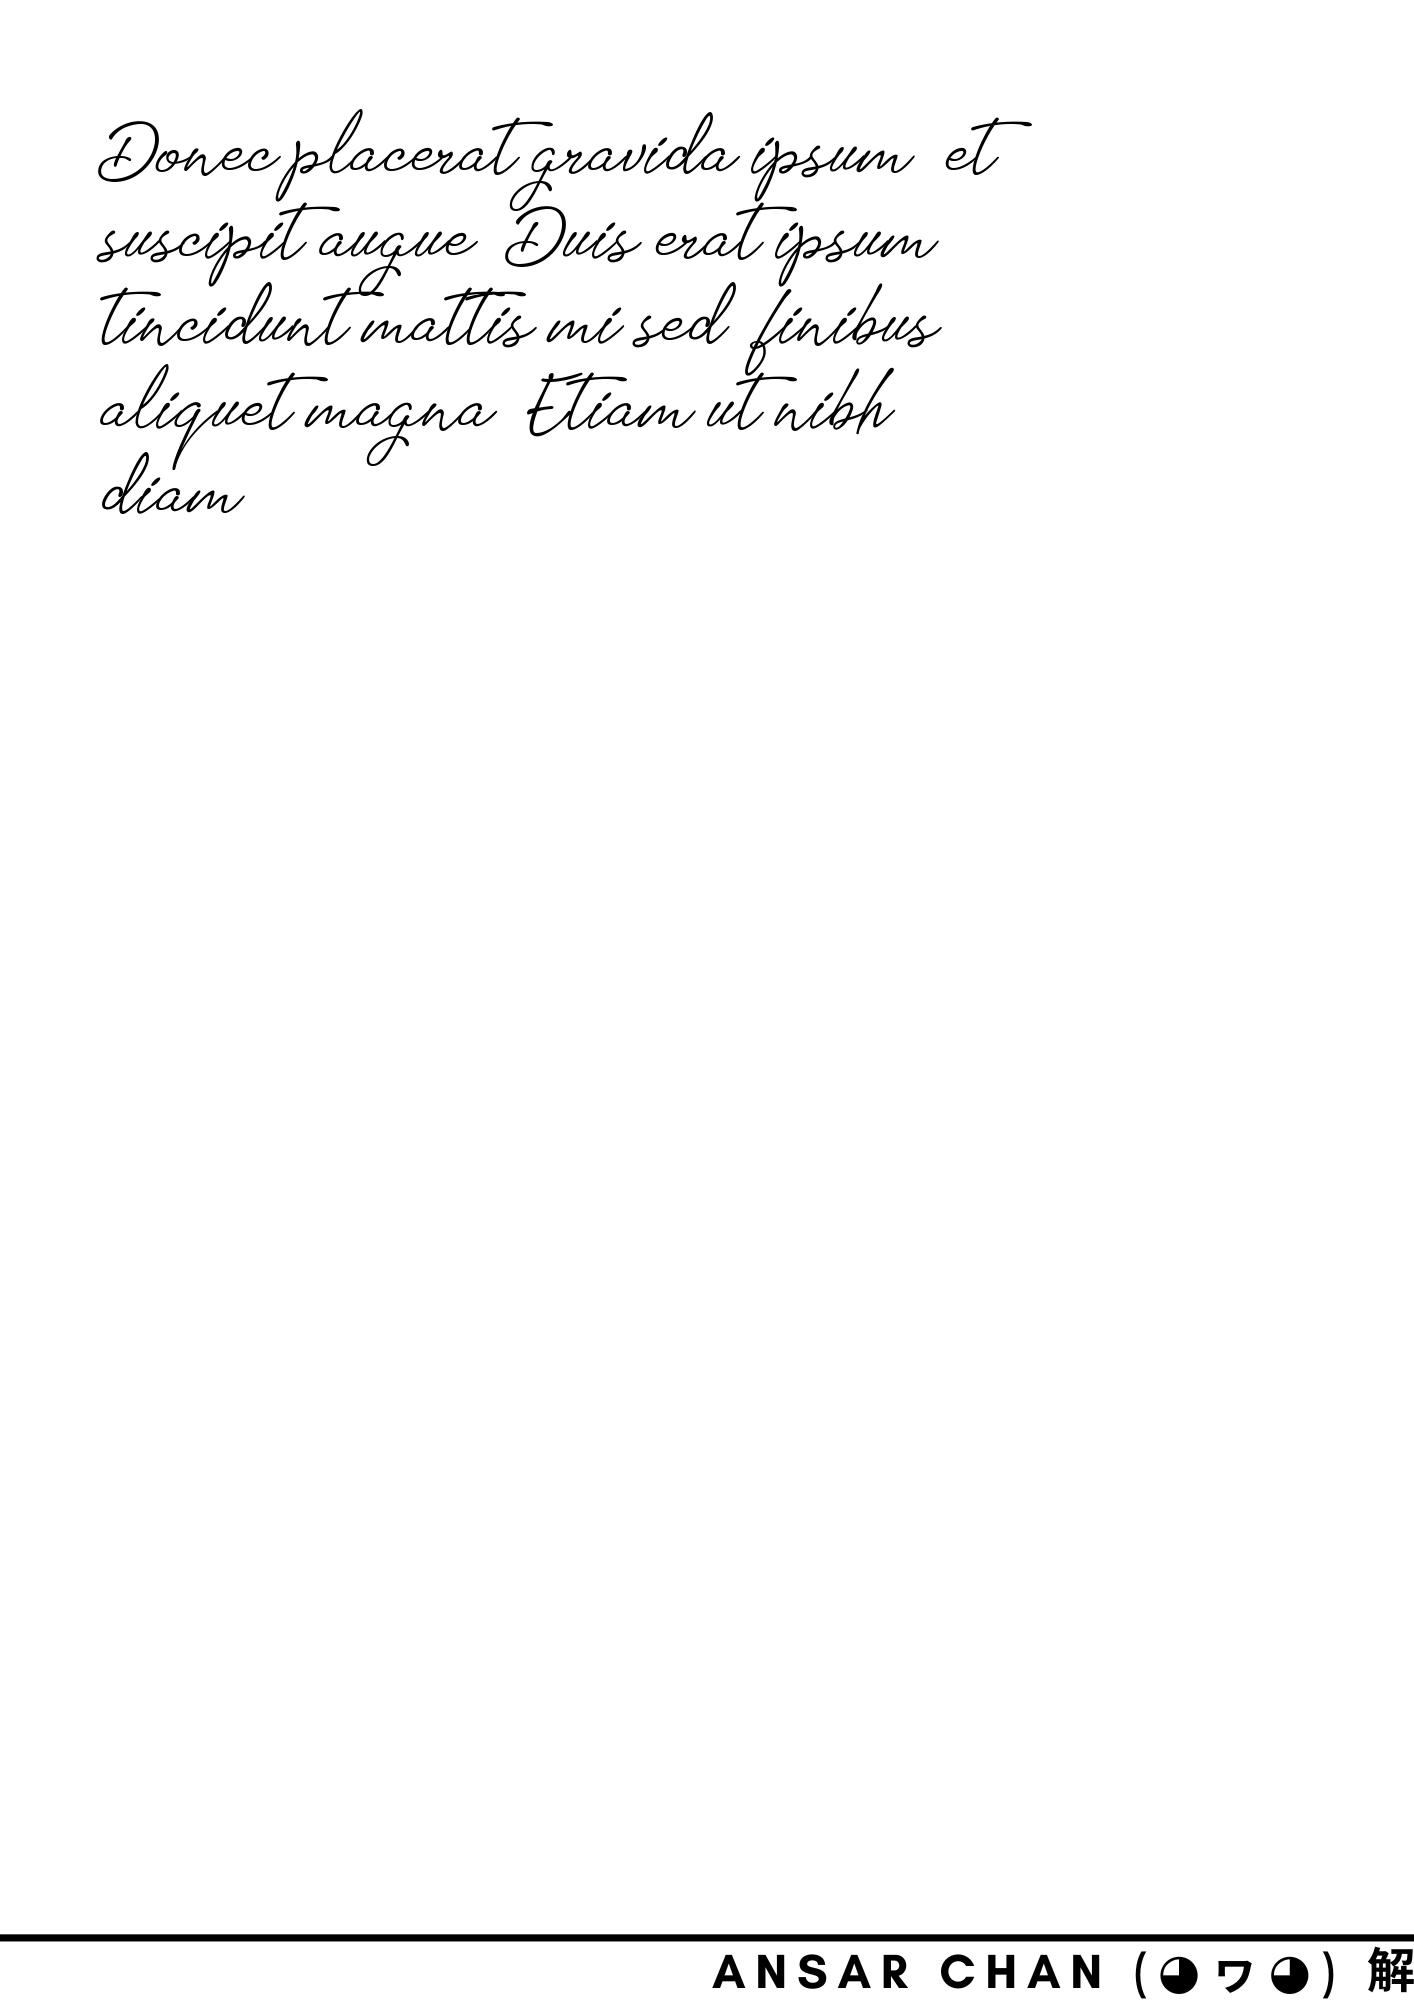 Donec placerat gravida ipsum et
suscipit augue Duis erat ipsum
tincidunt mattis mi sed finibus
aliquet magna Etiam ut nibh
diam
ANSAR CHAN (◕ヮ◕) 解